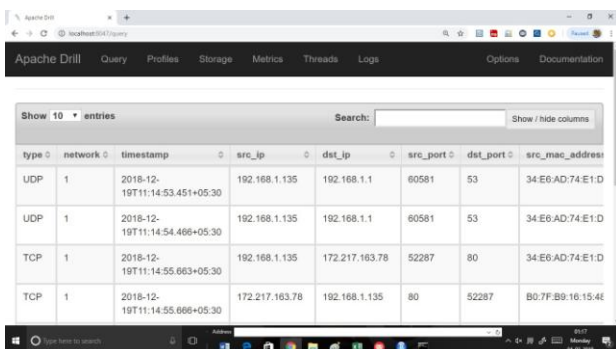 Apache Drill
localhost:8047/query
Apache Drill Query Profiles Storage Metrics Threads Logs Options Documentation
Show 10 entries Search: Show / hide columns
type network timestamp src_ip dst_ip src_port dst_port src_mac_address
UDP 1 2018-12-19T11:14:53.451+05:30 192.168.1.135 192.168.1.1 60581 53 34:E6:AD:74:E1:D
UDP 1 2018-12-19T11:14:54.466+05:30 192.168.1.135 192.168.1.1 60581 53 34:E6:AD:74:E1:D
TCP 1 2018-12-19T11:14:55.663+05:30 192.168.1.135 172.217.163.78 52287 80 34:E6:AD:74:E1:D
TCP 1 2018-12-19T11:14:55.666+05:30 172.217.163.78 192.168.1.135 80 52287 B0:7F:B9:16:15:48
Type here to search Address 01:17
Monday